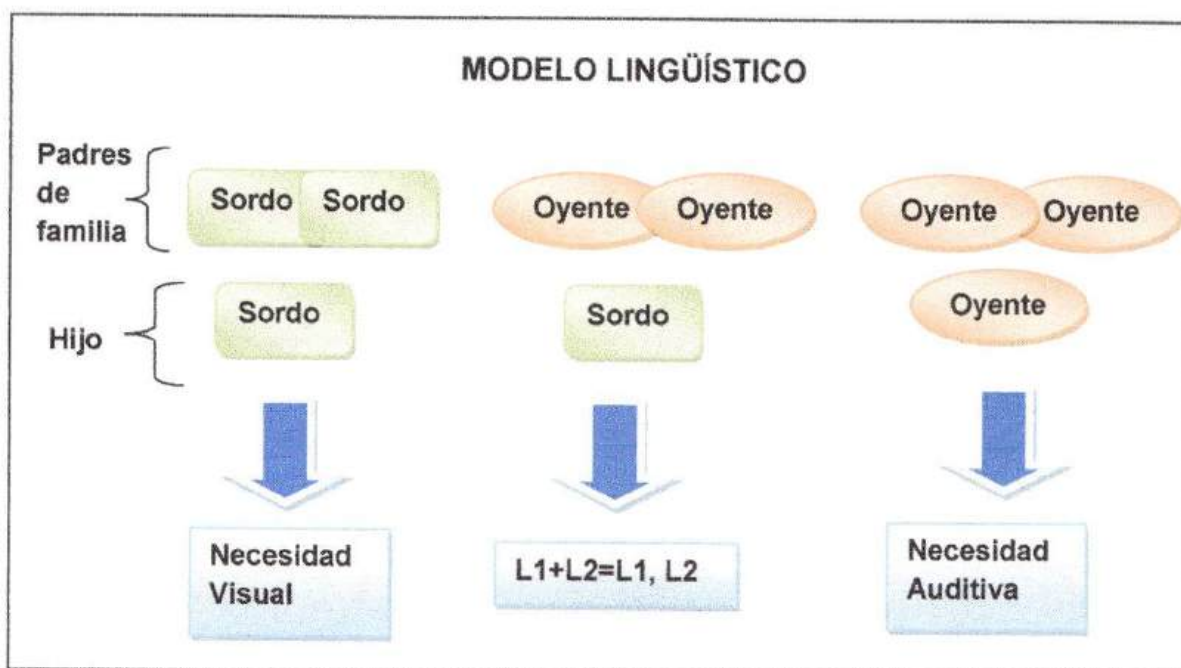 MODELO LINGÜÍSTICO
Padres
de
familia
Sordo Sordo
Oyente Oyente
Oyente Oyente
Hijo
Sordo
Sordo
Oyente
Necesidad
Visual
L1+L2=L1, L2
Necesidad
Auditiva